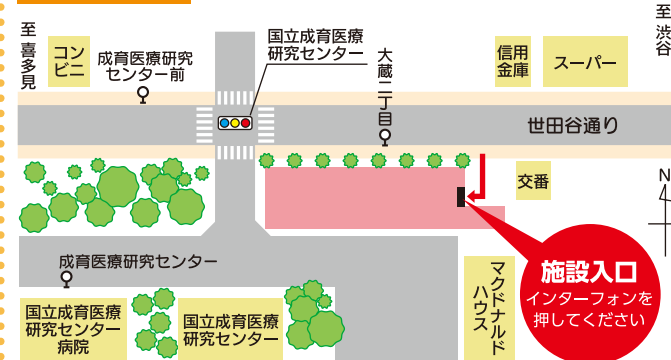 至
喜多見
コン
ビニ
成育医療研究
センター前
国立成育医療
研究センター
大蔵二丁目
信用
金庫
スーパー
至
渋谷
世田谷通り
交番
N
成育医療研究センター
国立成育医療
研究センター
病院
国立成育医療
研究センター
マクドナルド
ハウス
施設入口
インターフォンを
押してください